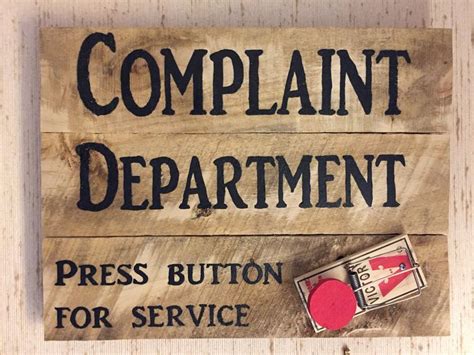 COMPLAINT
DEPARTMENT
PRESS BUTTON
FOR SERVICE
VICTOR